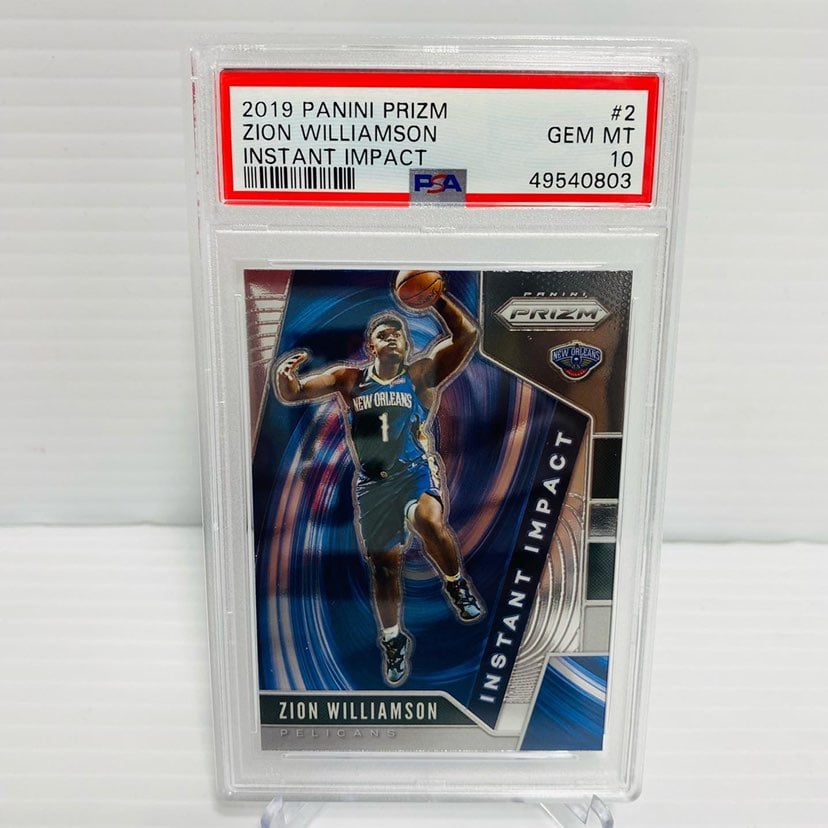 2019 PANINI PRIZM #2
ZION WILLIAMSON GEM MT
INSTANT IMPACT 10
PSA 49540803
PANINI
PRIZM
NEW ORLEANS
NEW ORLEANS
1
INSTANT IMPACT
ZION WILLIAMSON
PELICANS